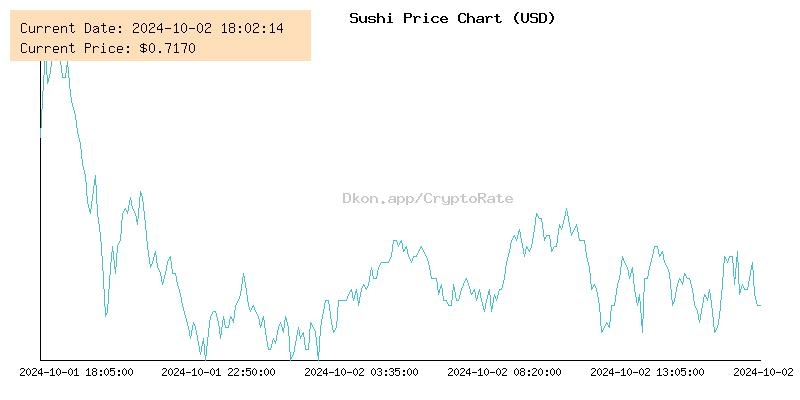 Sushi Price Chart (USD)
Current Date: 2024-10-02 18:02:14
Current Price: $0.7170
Dkon.app/CryptoRate
2024-10-01 18:05:00 2024-10-01 22:50:00 2024-10-02 03:35:00 2024-10-02 08:20:00 2024-10-02 13:05:00 2024-10-02